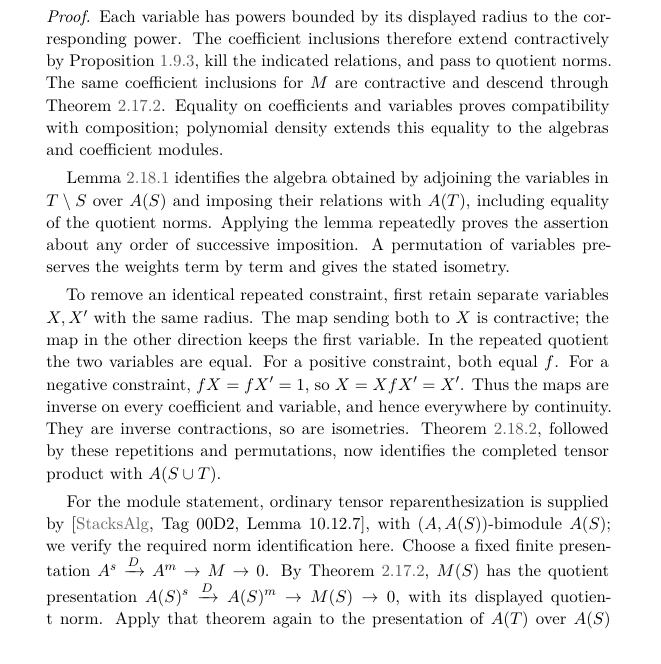 Proof. Each variable has powers bounded by its displayed radius to the cor-
responding power. The coefficient inclusions therefore extend contractively
by Proposition 1.9.3, kill the indicated relations, and pass to quotient norms.
The same coefficient inclusions for M are contractive and descend through
Theorem 2.17.2. Equality on coefficients and variables proves compatibility
with composition; polynomial density extends this equality to the algebras
and coefficient modules.
Lemma 2.18.1 identifies the algebra obtained by adjoining the variables in
T \ S over A(S) and imposing their relations with A(T), including equality
of the quotient norms. Applying the lemma repeatedly proves the assertion
about any order of successive imposition. A permutation of variables pre-
serves the weights term by term and gives the stated isometry.
To remove an identical repeated constraint, first retain separate variables
X, X′ with the same radius. The map sending both to X is contractive; the
map in the other direction keeps the first variable. In the repeated quotient
the two variables are equal. For a positive constraint, both equal f. For a
negative constraint, fX = fX′ = 1, so X = XfX′ = X′. Thus the maps are
inverse on every coefficient and variable, and hence everywhere by continuity.
They are inverse contractions, so are isometries. Theorem 2.18.2, followed
by these repetitions and permutations, now identifies the completed tensor
product with A(S ∪ T).
For the module statement, ordinary tensor reparenthesization is supplied
by [StacksAlg, Tag 00D2, Lemma 10.12.7], with (A, A(S))-bimodule A(S);
we verify the required norm identification here. Choose a fixed finite presen-
tation Aˢ →ᴰ Aᵐ → M → 0. By Theorem 2.17.2, M(S) has the quotient
presentation A(S)ˢ →ᴰ A(S)ᵐ → M(S) → 0, with its displayed quotien-
t norm. Apply that theorem again to the presentation of A(T) over A(S)